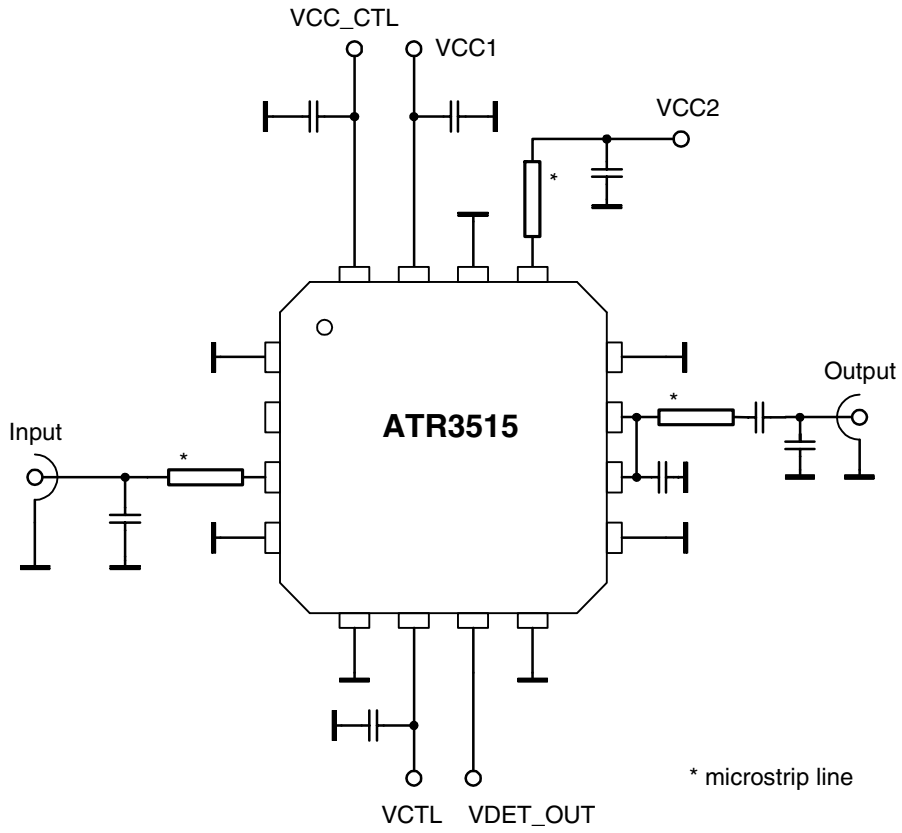 VCC_CTL
VCC1
VCC2
*
Output
ATR3515
*
Input
*
* microstrip line
VCTL
VDET_OUT